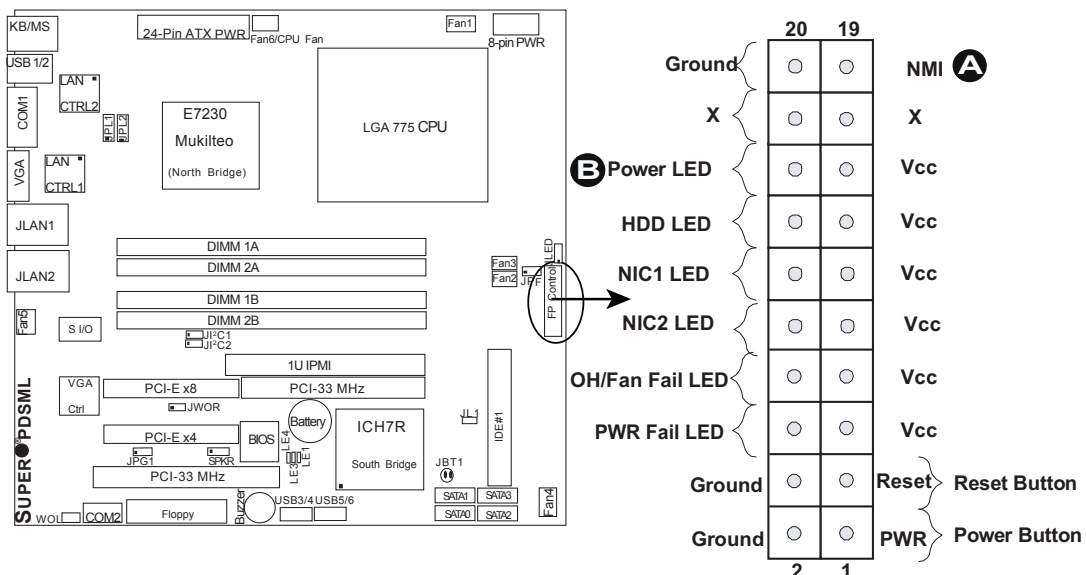 KB/MS
24-Pin ATX PWR
Fan6/CPU Fan
Fan1
8-pin PWR
USB 1/2
LAN
CTRL2
COM1
JPL1
JPL2
E7230
Mukilteo
(North Bridge)
LGA 775 CPU
VGA
LAN
CTRL1
JLAN1
JLAN2
DIMM 1A
DIMM 2A
DIMM 1B
DIMM 2B
Fan3
Fan2
FP Control
Fan5
S I/O
JI²C1
JI²C2
1U IPMI
VGA
Ctrl
PCI-E x8
PCI-33 MHz
JWOR
Battery
ICH7R
South Bridge
JL1
IDE#1
PCI-E x4
BIOS
LE4
LE3
LE1
JPG1
SPKR
JBT1
PCI-33 MHz
SUPER ® PDSML
Buzzer
USB3/4 USB5/6
SATA1
SATA3
SATA0
SATA2
Fan4
WOL
COM2
Floppy
20 19
Ground NMI A
X X
B Power LED Vcc
HDD LED Vcc
NIC1 LED Vcc
NIC2 LED Vcc
OH/Fan Fail LED Vcc
PWR Fail LED Vcc
Ground Reset Reset Button
Ground PWR Power Button
2 1